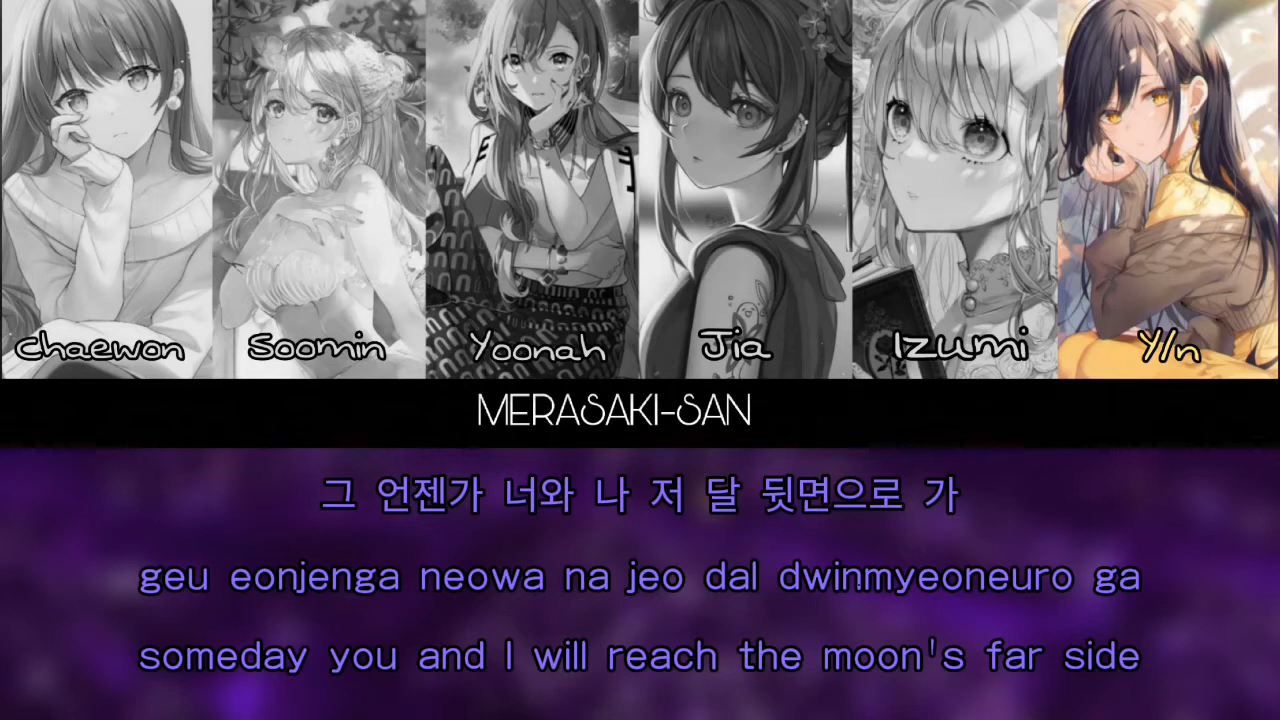 chaewon Soomin Yoonah Jia Izumi Y/n
MERASAKI-SAN
그 언젠가 너와 나 저 달 뒷면으로 가
geu eonjenga neowa na jeo dal dwinmyeoneuro ga
someday you and I will reach the moon's far side